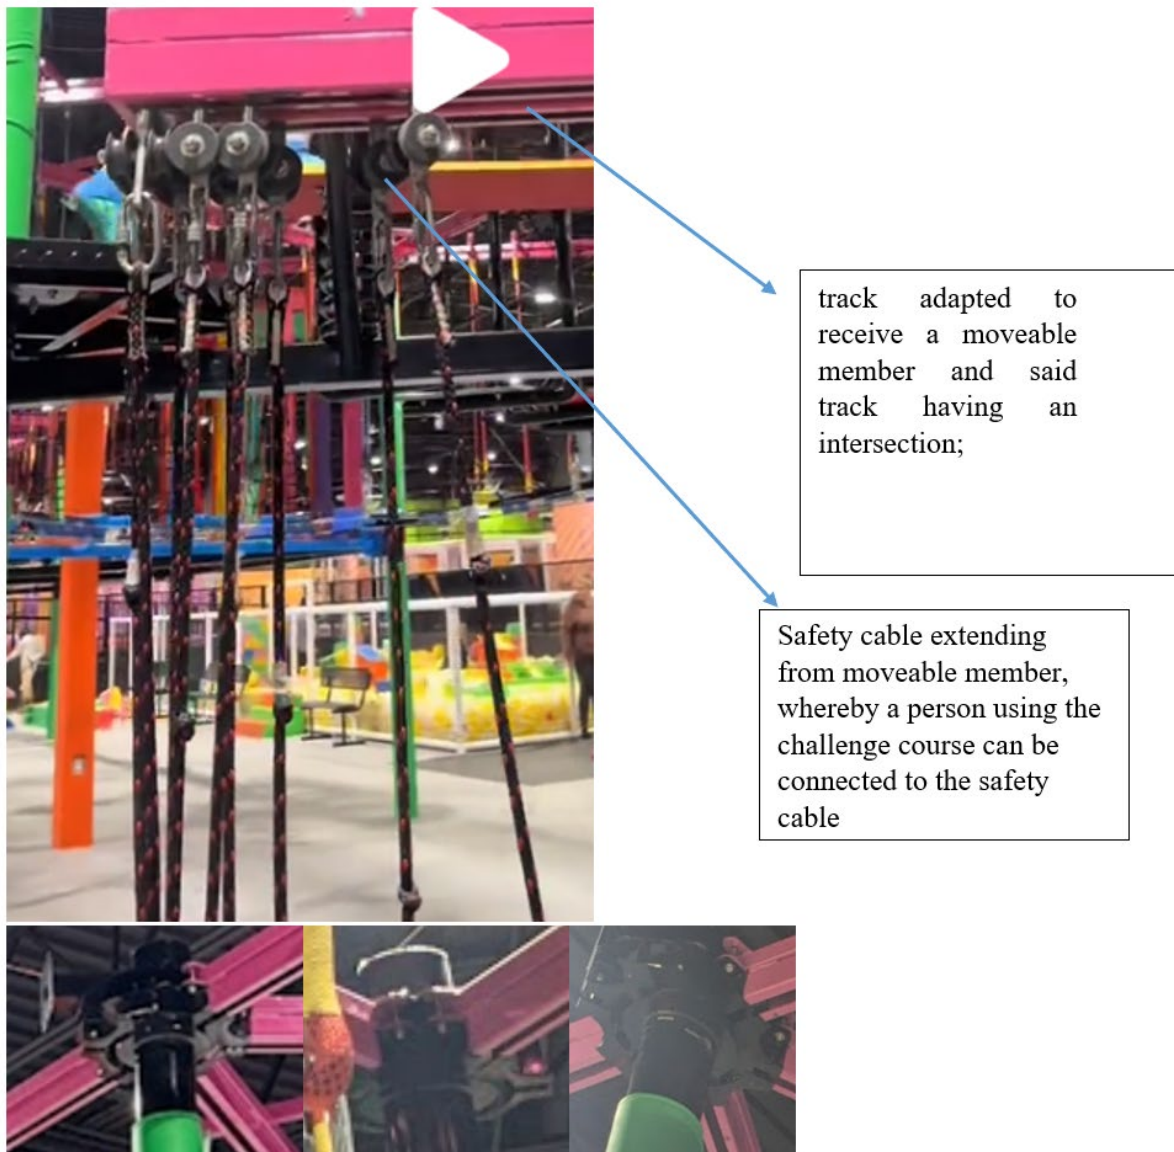 track adapted to
receive a moveable
member and said
track having an
intersection;
Safety cable extending
from moveable member,
whereby a person using the
challenge course can be
connected to the safety
cable